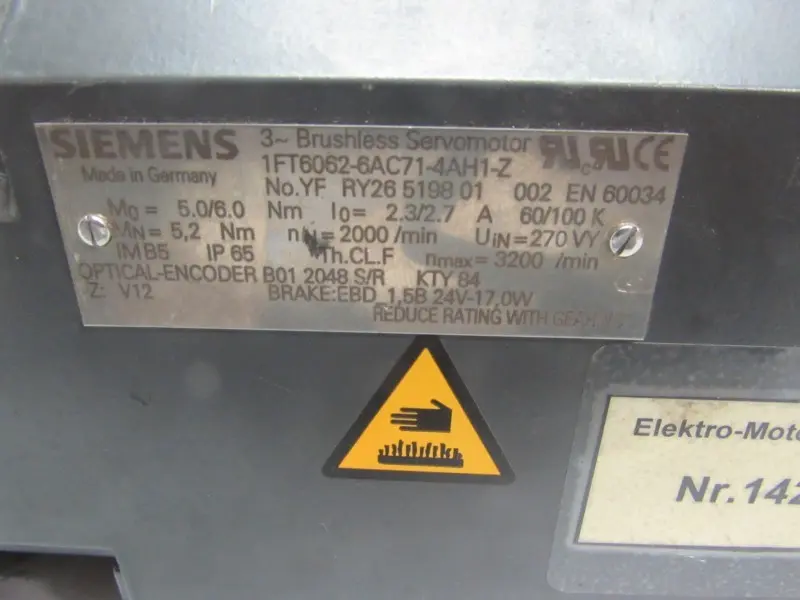 SIEMENS 3~ Brushless Servomotor
Made in Germany 1FT6062-6AC71-4AH1-Z
No.YF RY26 5198 01 002 EN 60034
M0 = 5.0/6.0 Nm I0= 2.3/2.7 A 60/100 K
MN= 5,2 Nm nN=2000/min UIN=270 VY
IM B5 IP 65 Th.CL.F nmax= 3200 /min
OPTICAL-ENCODER B01 2048 S/R KTY 84
Z: V12 BRAKE:EBD 1,5B 24V-17,0W
REDUCE RATING WITH
Elektro-Moto
Nr.142